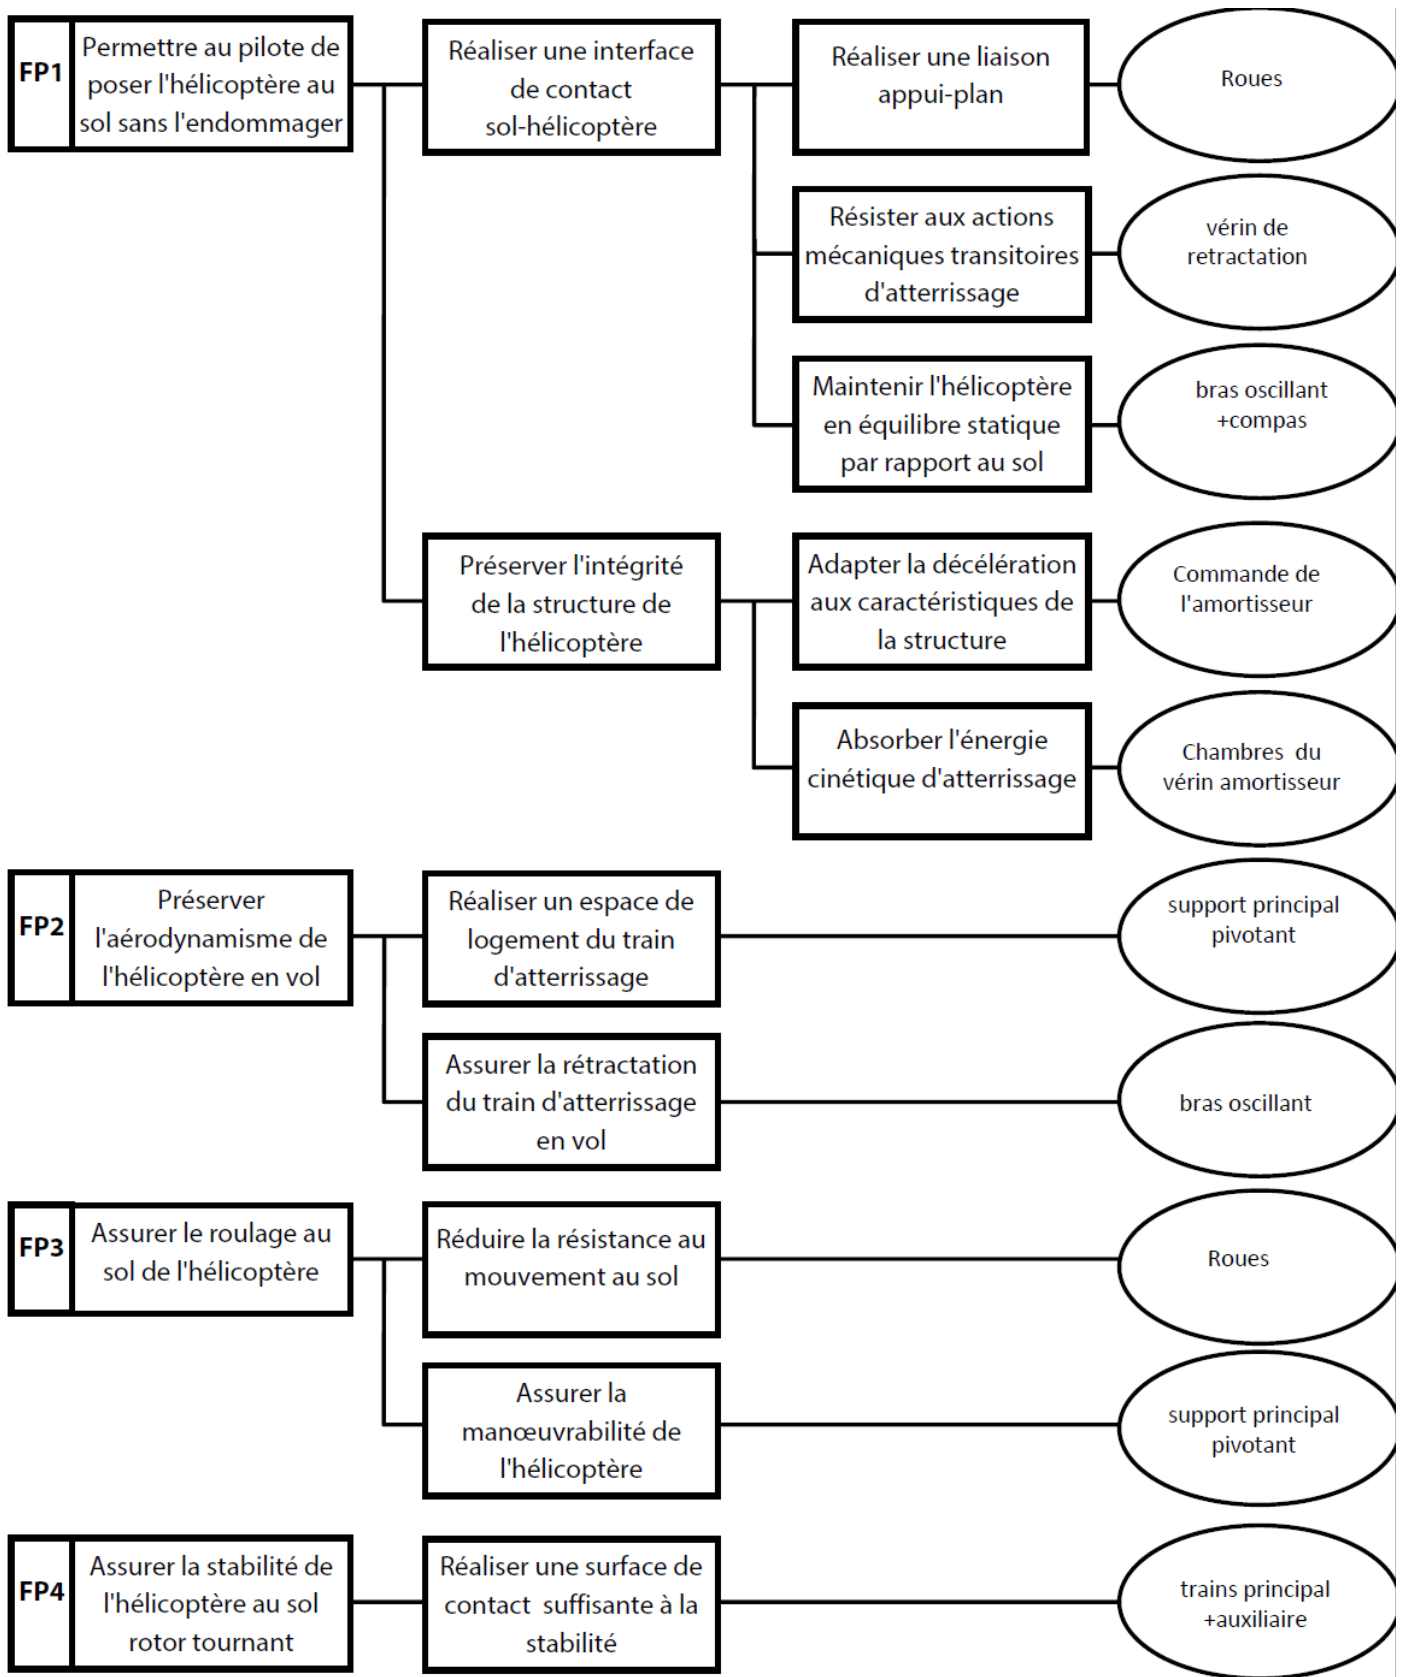 FP1
Permettre au pilote de
poser l'hélicoptère au
sol sans l'endommager
Réaliser une interface
de contact
sol-hélicoptère
Réaliser une liaison
appui-plan
Roues
Résister aux actions
mécaniques transitoires
d'atterrissage
vérin de
retractation
Maintenir l'hélicoptère
en équilibre statique
par rapport au sol
bras oscillant
+compas
Préserver l'intégrité
de la structure de
l'hélicoptère
Adapter la décélération
aux caractéristiques de
la structure
Commande de
l'amortisseur
Absorber l'énergie
cinétique d'atterrissage
Chambres du
vérin amortisseur
FP2
Préserver
l'aérodynamisme de
l'hélicoptère en vol
Réaliser un espace de
logement du train
d'atterrissage
support principal
pivotant
Assurer la rétractation
du train d'atterrissage
en vol
bras oscillant
FP3
Assurer le roulage au
sol de l'hélicoptère
Réduire la résistance au
mouvement au sol
Roues
Assurer la
manœuvrabilité de
l'hélicoptère
support principal
pivotant
FP4
Assurer la stabilité de
l'hélicoptère au sol
rotor tournant
Réaliser une surface de
contact suffisante à la
stabilité
trains principal
+auxiliaire